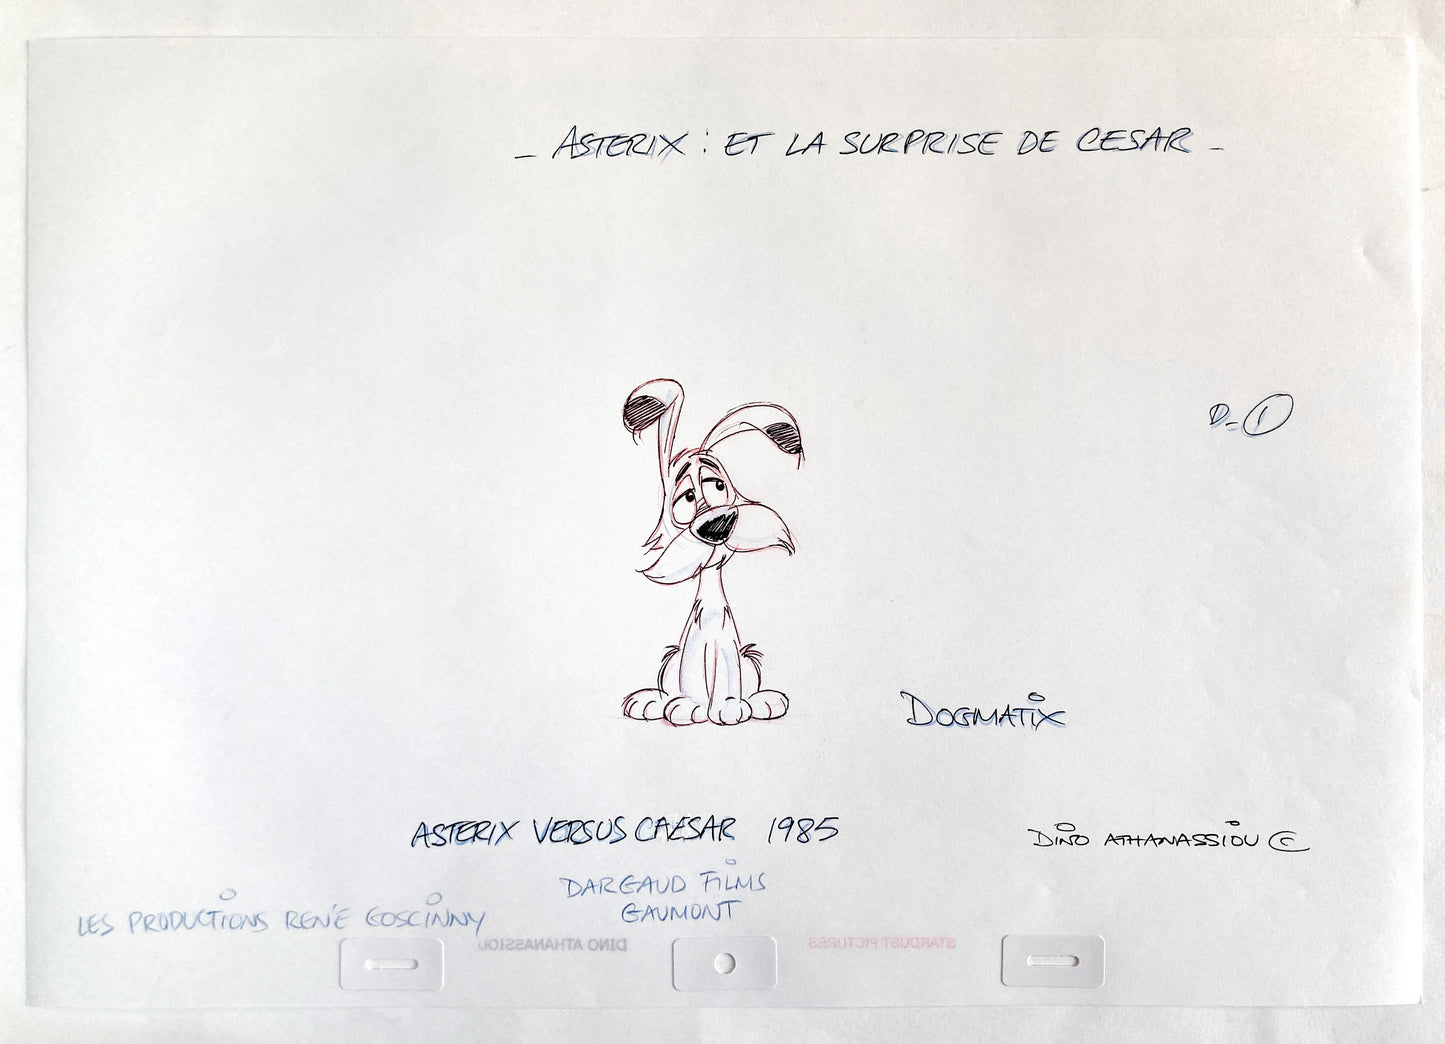 - ASTERIX : ET LA SURPRISE DE CESAR -
D-1
DOGMATIX
ASTERIX VERSUS CAESAR 1985
DINO ATHANASSIOU ©
DARGAUD FILMS
GAUMONT
LES PRODUCTIONS RENÉ GOSCINNY
DINO ATHANASSIOU
STARDUST PICTURES